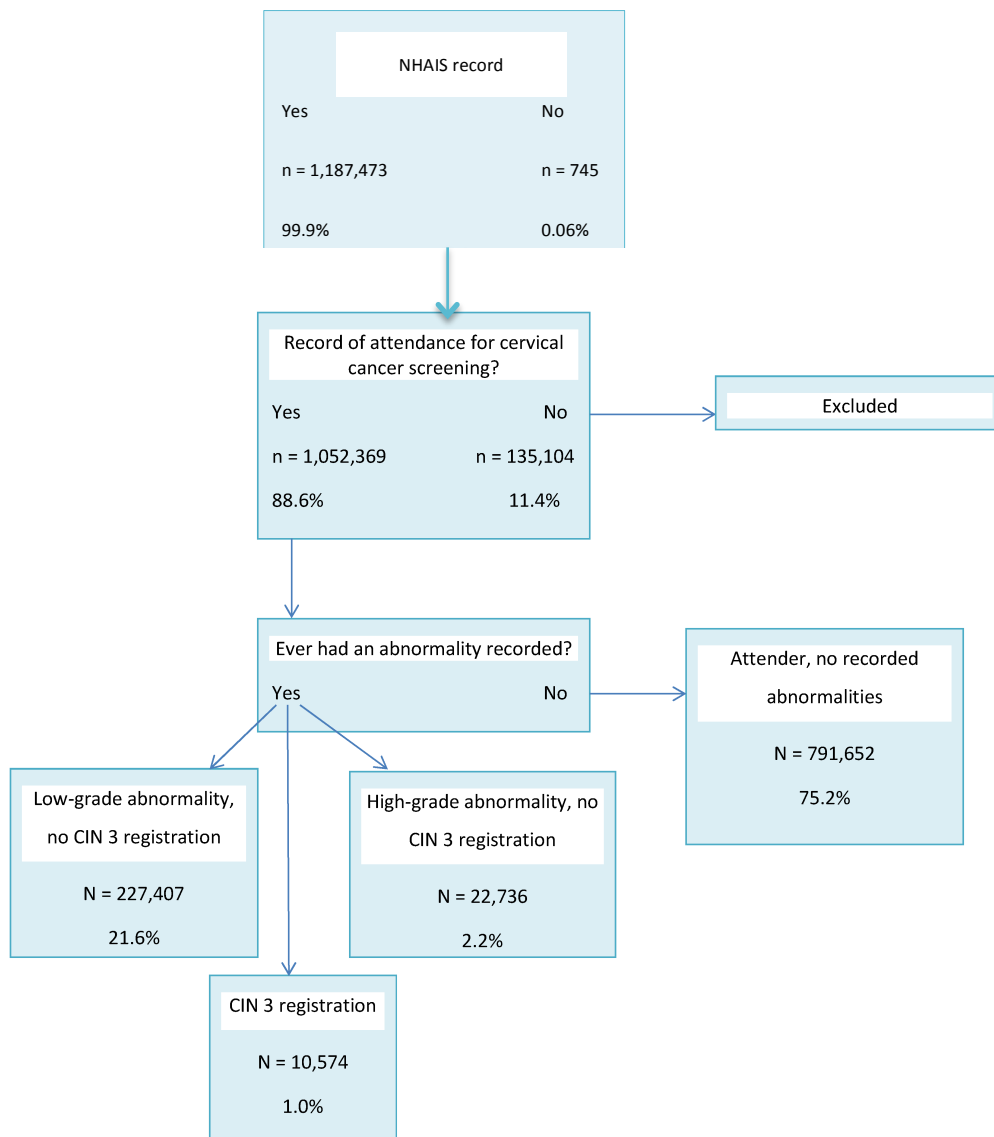 NHAIS record
Yes No
n = 1,187,473 n = 745
99.9% 0.06%
Record of attendance for cervical
cancer screening?
Yes No
n = 1,052,369 n = 135,104
88.6% 11.4%
Excluded
Ever had an abnormality recorded?
Yes No
Attender, no recorded
abnormalities
N = 791,652
75.2%
Low-grade abnormality,
no CIN 3 registration
N = 227,407
21.6%
High-grade abnormality, no
CIN 3 registration
N = 22,736
2.2%
CIN 3 registration
N = 10,574
1.0%